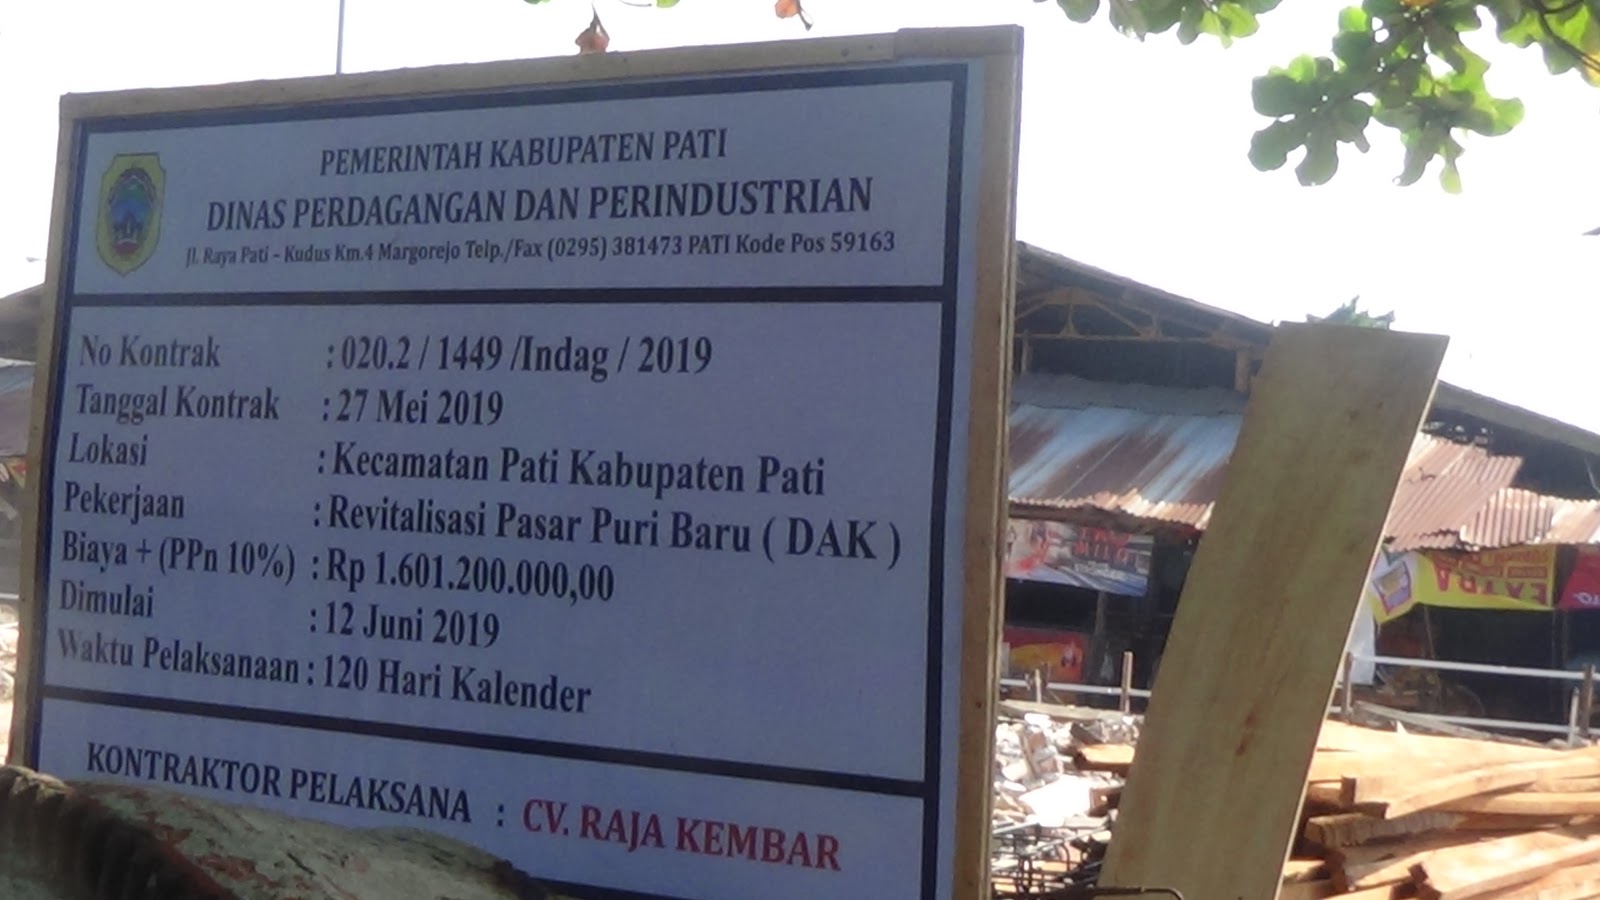 PEMERINTAH KABUPATEN PATI
DINAS PERDAGANGAN DAN PERINDUSTRIAN
Jl. Raya Pati - Kudus Km.4 Margorejo Telp./Fax (0295) 381473 PATI Kode Pos 59163
No Kontrak : 020.2 / 1449 /Indag / 2019
Tanggal Kontrak : 27 Mei 2019
Lokasi : Kecamatan Pati Kabupaten Pati
Pekerjaan : Revitalisasi Pasar Puri Baru ( DAK )
Biaya + (PPn 10%) : Rp 1.601.200.000,00
Dimulai : 12 Juni 2019
Waktu Pelaksanaan : 120 Hari Kalender
KONTRAKTOR PELAKSANA : CV. RAJA KEMBAR
EXTRA